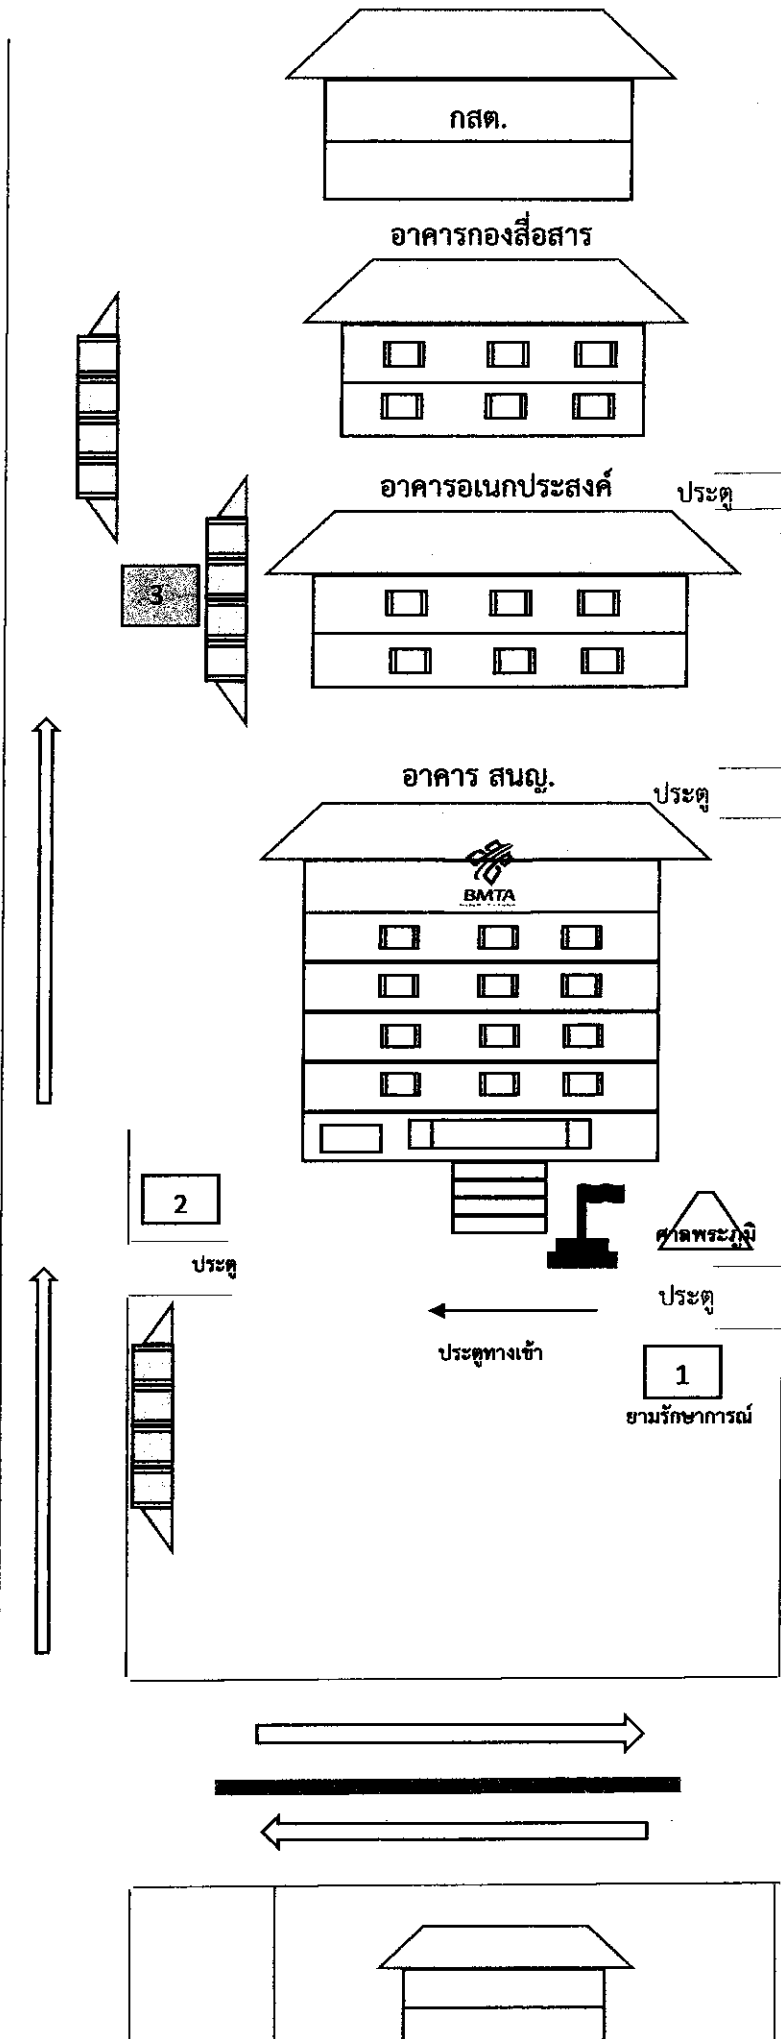 กสต.
อาคารกองสื่อสาร
อาคารอเนกประสงค์
ประตู
3
อาคาร สนญ.
ประตู
BMTA
2
ศาลพระภูมิ
ประตู
ประตู
ประตูทางเข้า
1
ยามรักษาการณ์